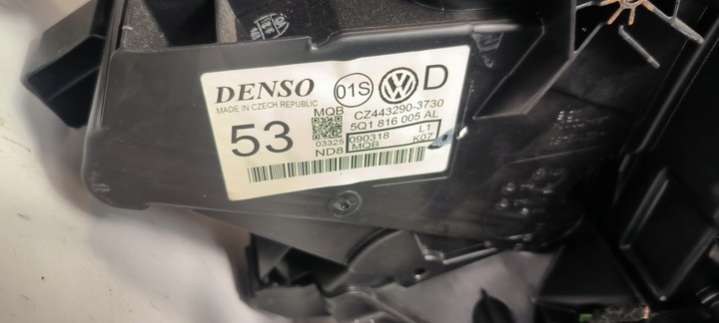 DENSO
MADE IN CZECH REPUBLIC
01S
D
53
MQB
CZ443290-3730
5Q1 816 005 AL
03325
090318
L1
ND8
MQB
K07